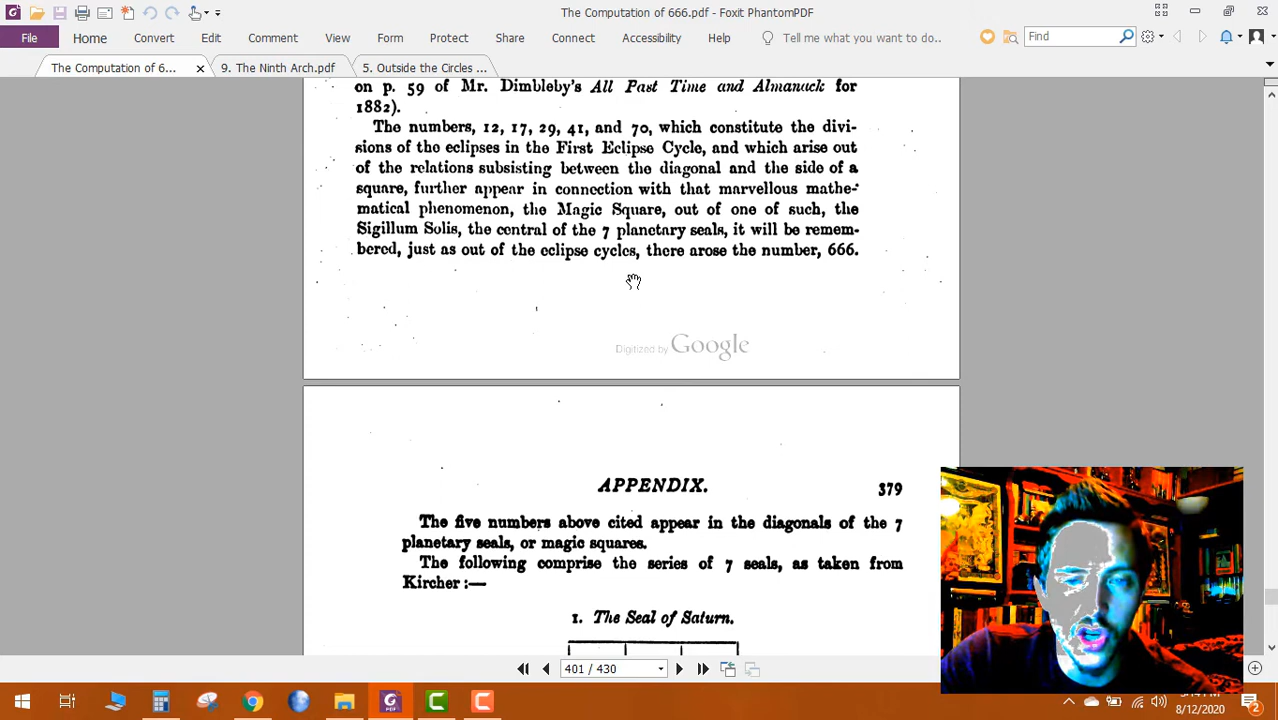 The Computation of 666.pdf - Foxit PhantomPDF
File Home Convert Edit Comment View Form Protect Share Connect Accessibility Help Tell me what you want to do.. Find
The Computation of 6... 9. The Ninth Arch.pdf 5. Outside the Circles ...
on p. 59 of Mr. Dimbleby's All Past Time and Almanack for
1882).
The numbers, 12, 17, 29, 41, and 70, which constitute the divi-
sions of the eclipses in the First Eclipse Cycle, and which arise out
of the relations subsisting between the diagonal and the side of a
square, further appear in connection with that marvellous mathe-
matical phenomenon, the Magic Square, out of one of such, the
Sigillum Solis, the central of the 7 planetary seals, it will be remem-
bered, just as out of the eclipse cycles, there arose the number, 666.
Digitized by Google
APPENDIX. 379
The five numbers above cited appear in the diagonals of the 7
planetary seals, or magic squares.
The following comprise the series of 7 seals, as taken from
Kircher :—
1. The Seal of Saturn.
401 / 430
8/12/2020
2